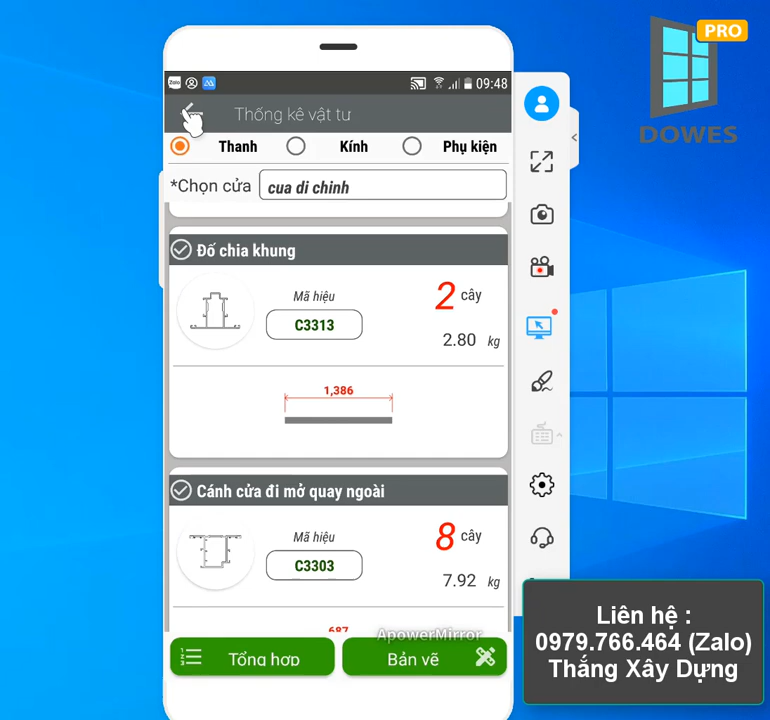 PRO
DOWES
Zalo
09:48
Thống kê vật tư
Thanh
Kính
Phụ kiện
*Chọn cửa
cua di chinh
Đố chia khung
Mã hiệu
C3313
2 cây
2.80 kg
1,386
Cánh cửa đi mở quay ngoài
Mã hiệu
C3303
8 cây
7.92 kg
687
ApowerMirror
Tổng hợp
Bản vẽ
Liên hệ :
0979.766.464 (Zalo)
Thắng Xây Dựng